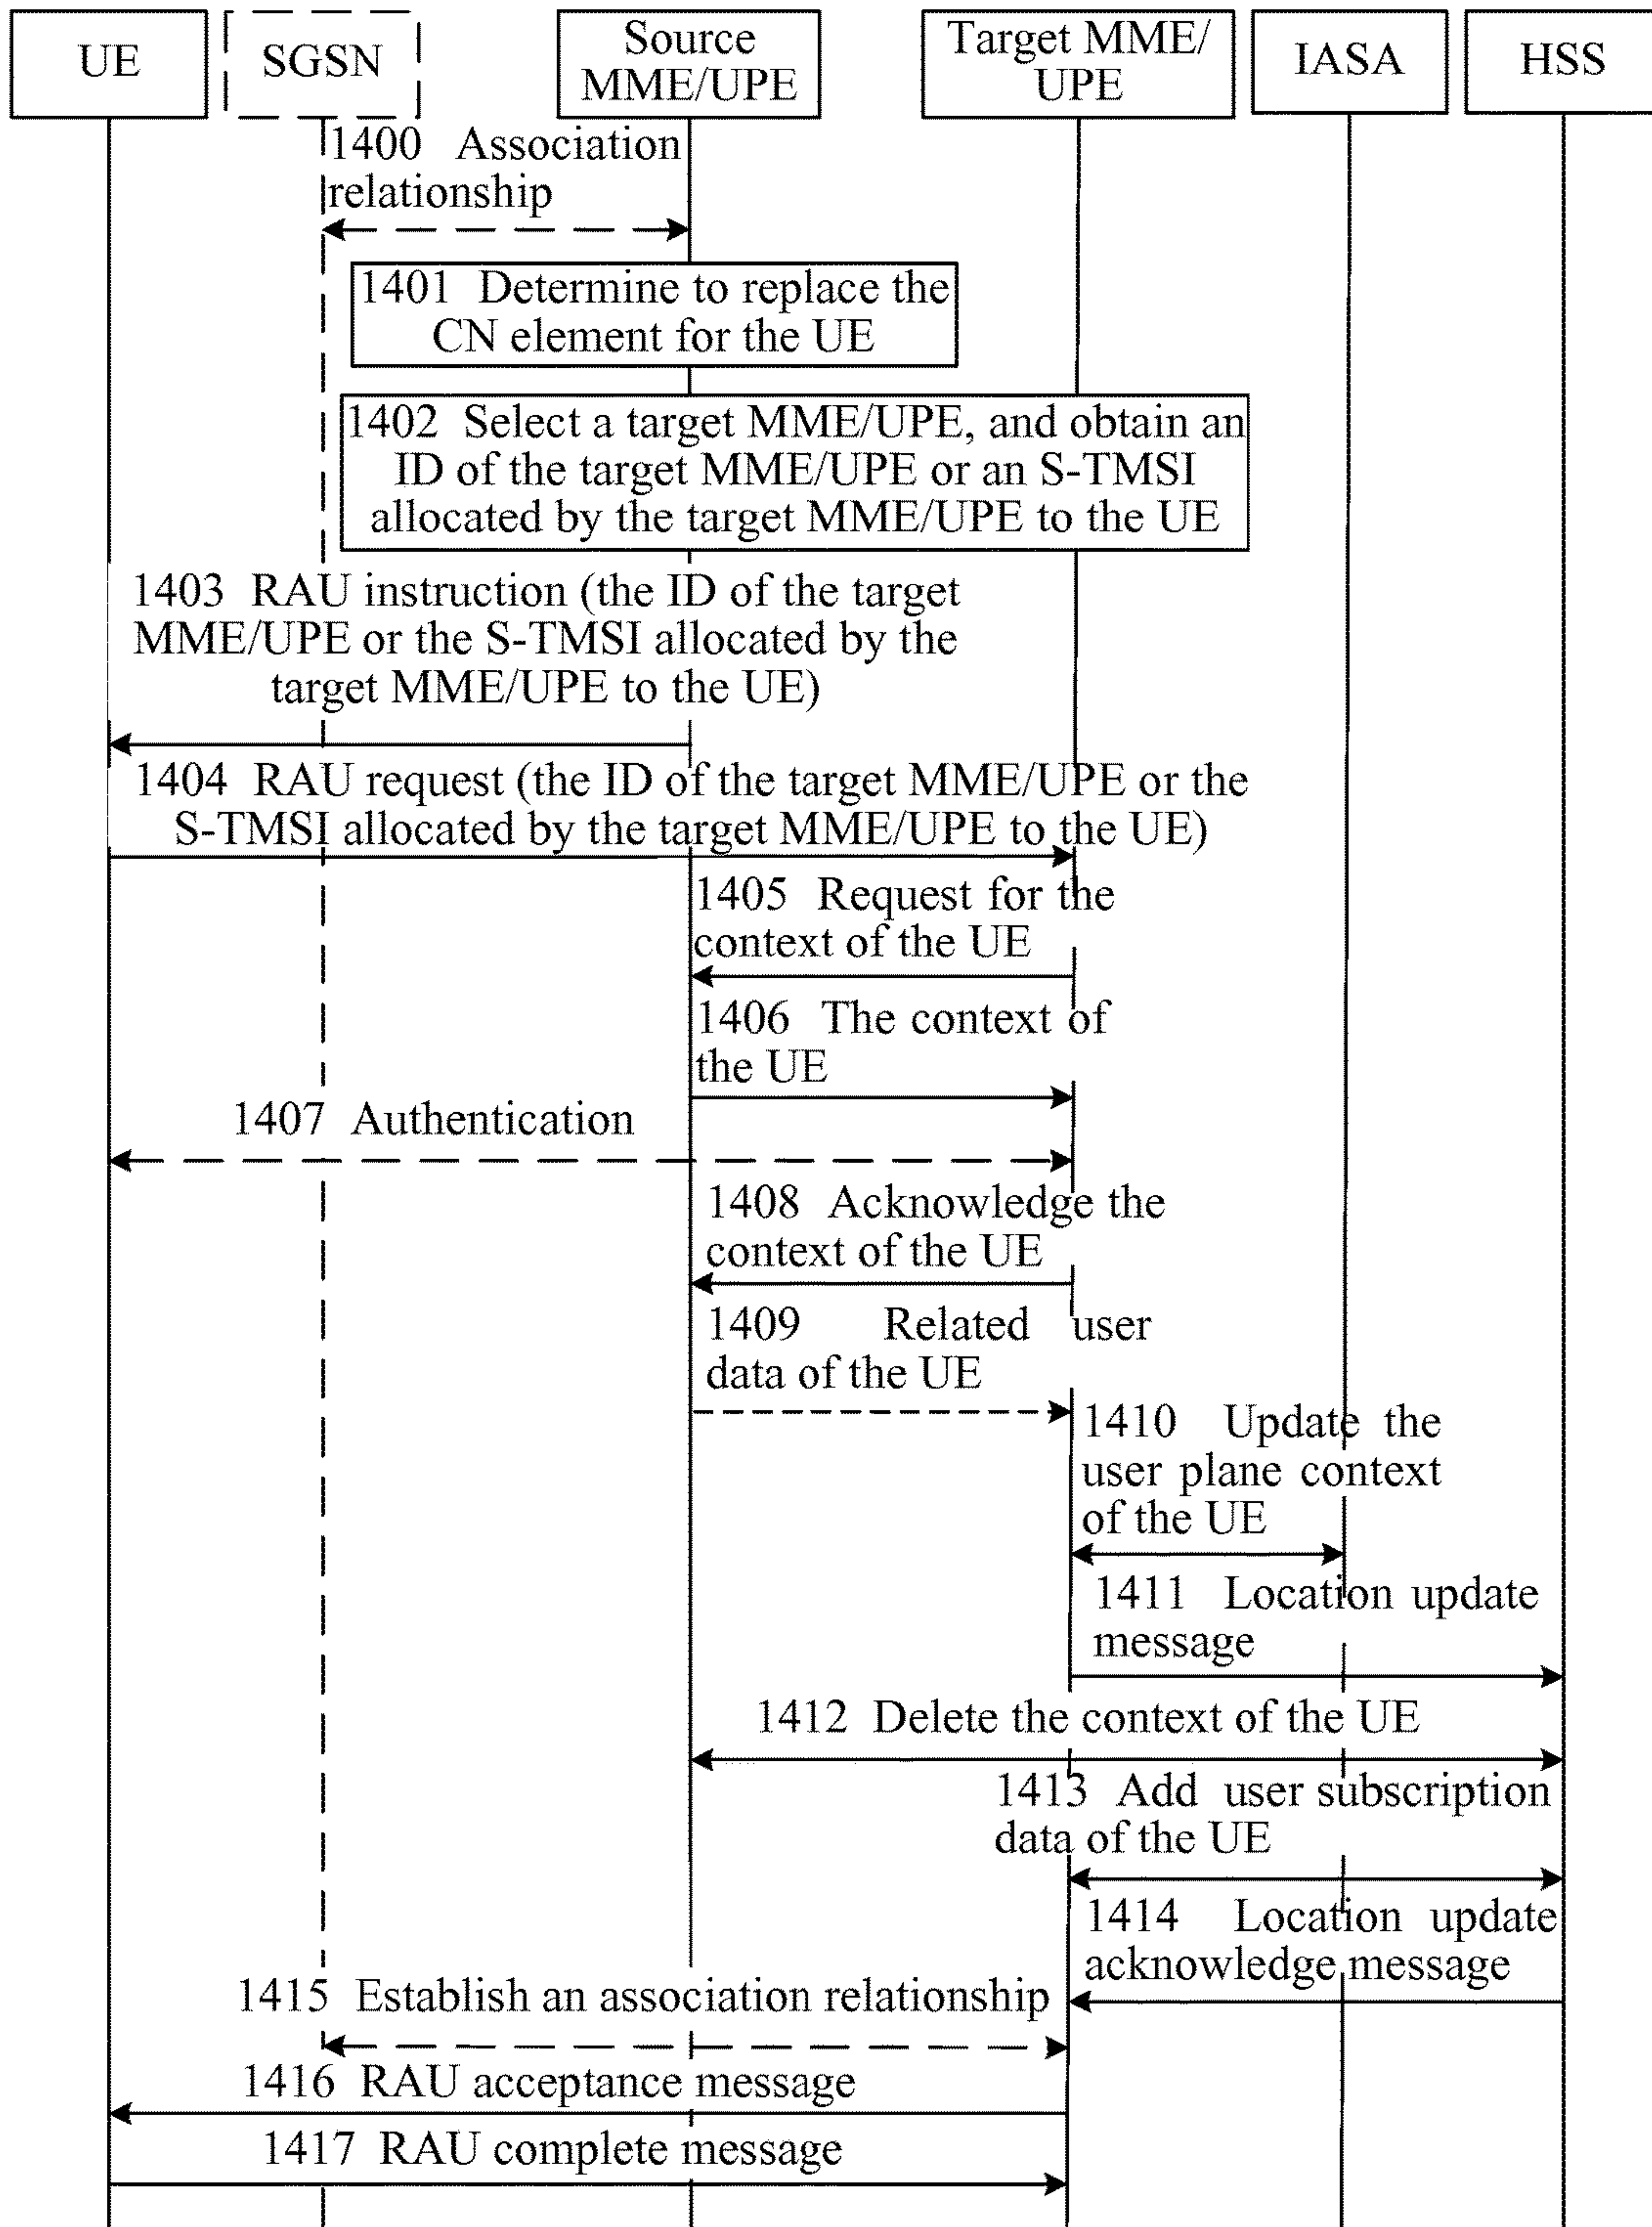 UE
SGSN
Source
MME/UPE
Target MME/
UPE
IASA
HSS
1400 Association
relationship
1401 Determine to replace the
CN element for the UE
1402 Select a target MME/UPE, and obtain an
ID of the target MME/UPE or an S-TMSI
allocated by the target MME/UPE to the UE
1403 RAU instruction (the ID of the target
MME/UPE or the S-TMSI allocated by the
target MME/UPE to the UE)
1404 RAU request (the ID of the target MME/UPE or the
S-TMSI allocated by the target MME/UPE to the UE)
1405 Request for the
context of the UE
1406 The context of
the UE
1407 Authentication
1408 Acknowledge the
context of the UE
1409 Related user
data of the UE
1410 Update the
user plane context
of the UE
1411 Location update
message
1412 Delete the context of the UE
1413 Add user subscription
data of the UE
1414 Location update
acknowledge message
1415 Establish an association relationship
1416 RAU acceptance message
1417 RAU complete message